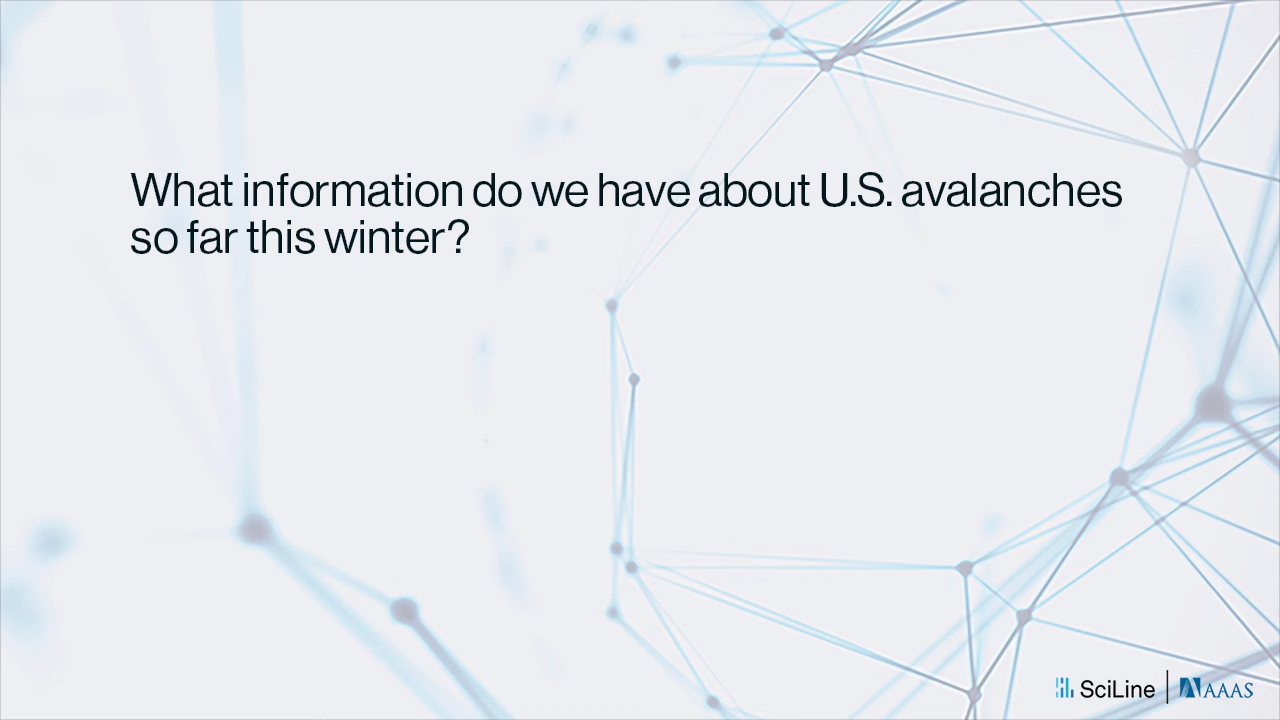 What information do we have about U.S. avalanches
so far this winter?
SciLine | AAAS